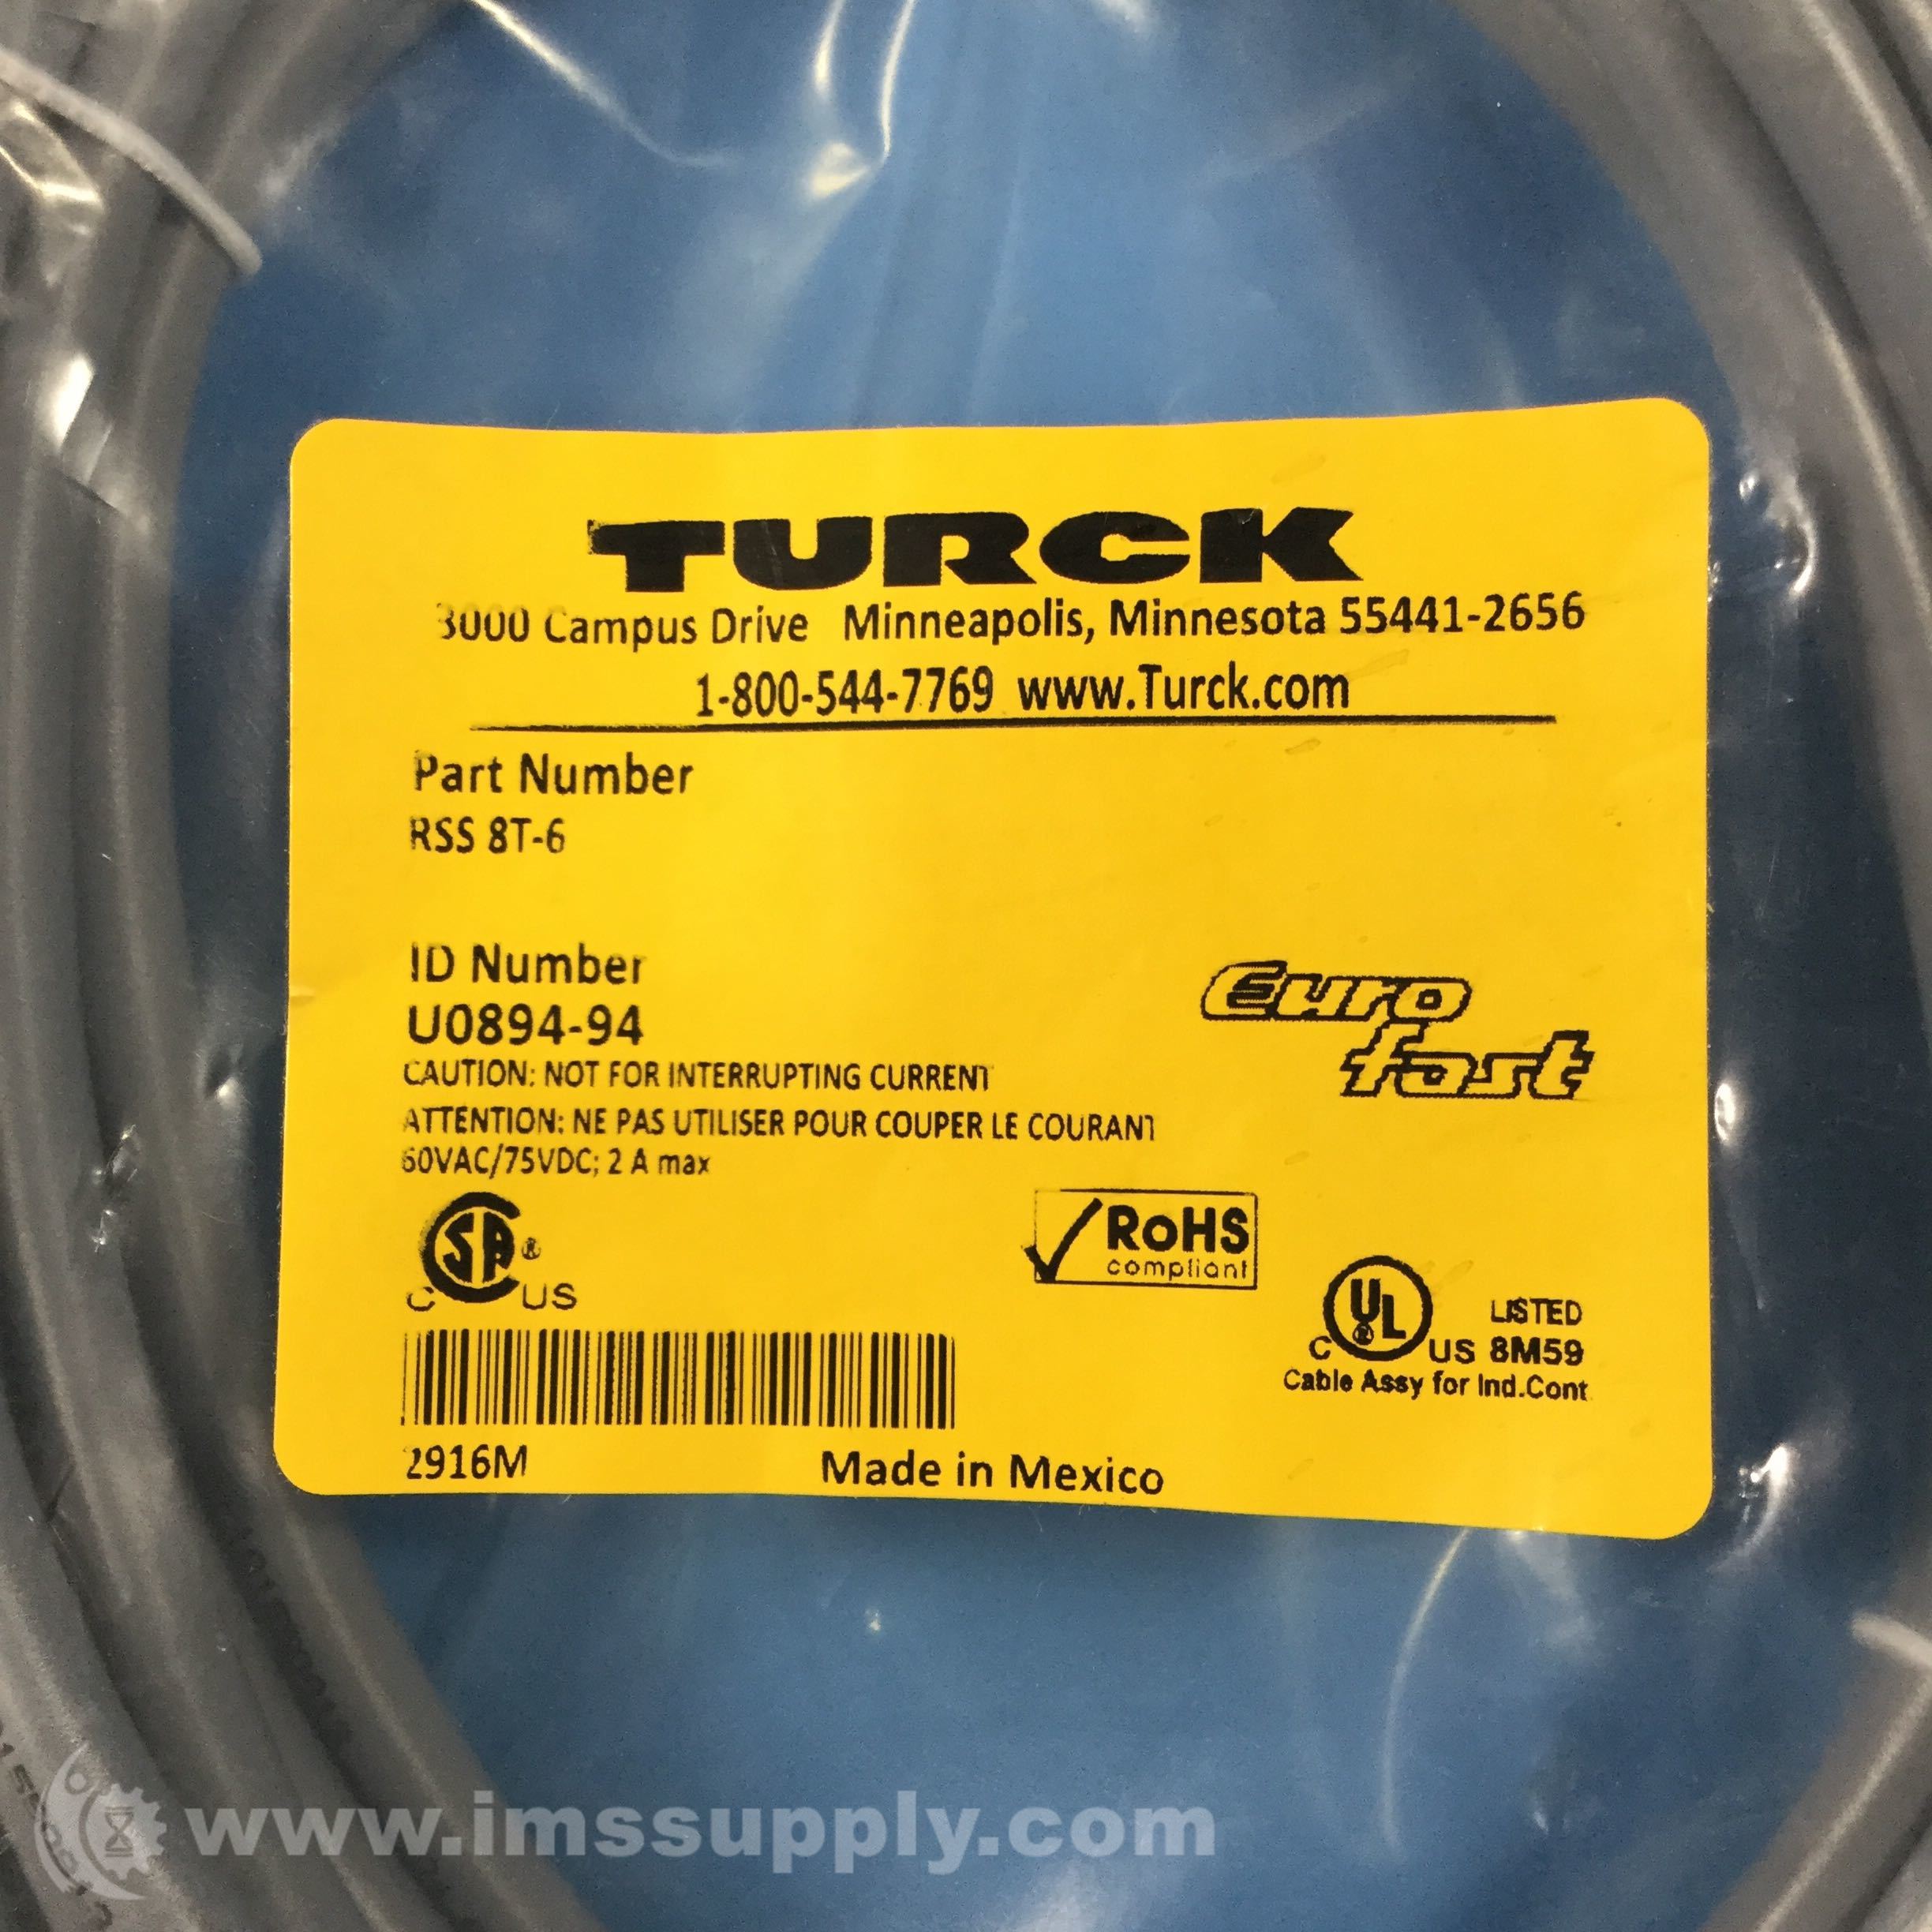 TURCK
3000 Campus Drive Minneapolis, Minnesota 55441-2656
1-800-544-7769 www.Turck.com
Part Number
RSS 8T-6
ID Number
U0894-94
Euro
fast
CAUTION: NOT FOR INTERRUPTING CURRENT
ATTENTION: NE PAS UTILISER POUR COUPER LE COURANT
60VAC/75VDC; 2 A max
CSA ®
C US
RoHS
compliant
UL ® LISTED
C US 8M59
Cable Assy for Ind.Cont
2916M Made in Mexico
www.imssupply.com